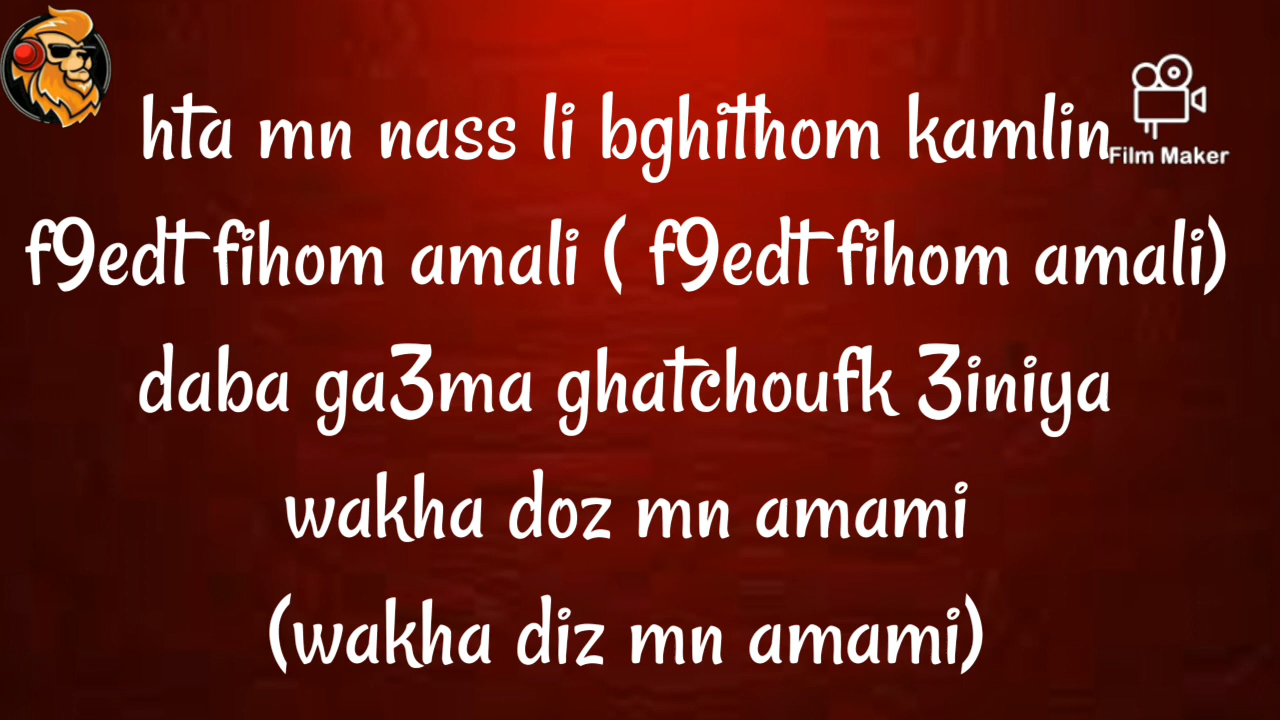 hta mn nass li bghithom kamlin
Film Maker
f9edt fihom amali ( f9edt fihom amali)
daba ga3ma ghatchoufk 3iniya
wakha doz mn amami
(wakha diz mn amami)